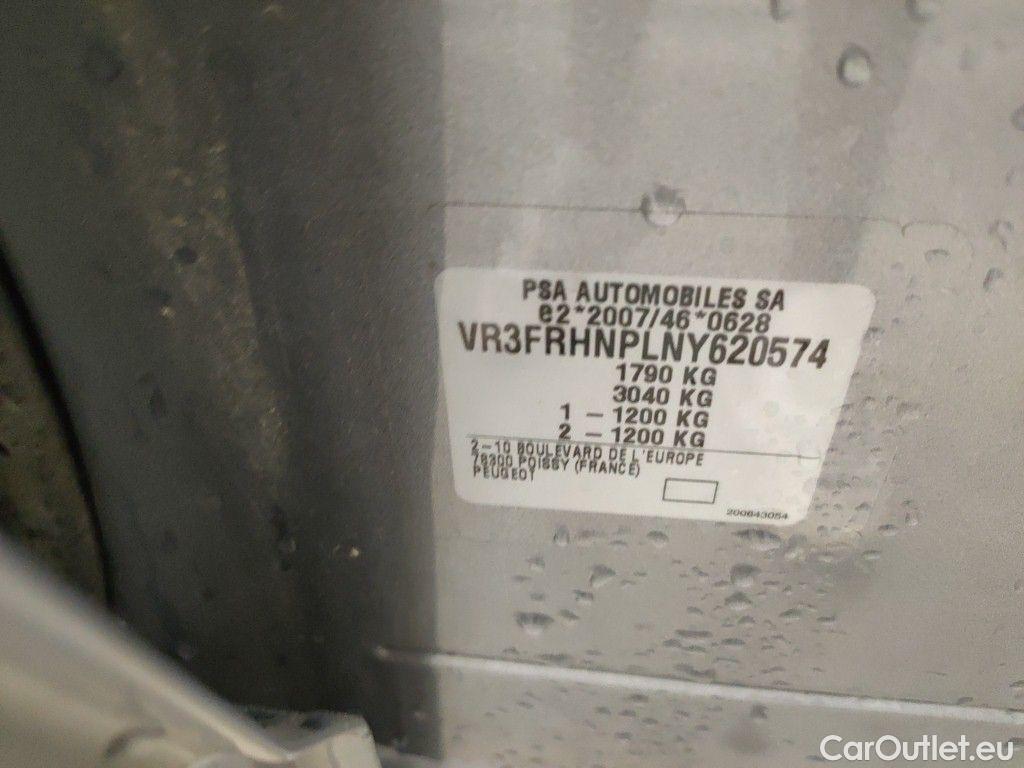 PSA AUTOMOBILES SA
e2*2007/46*0628
VR3FRHNPLNY620574
1790 KG
3040 KG
1 - 1200 KG
2 - 1200 KG
2-10 BOULEVARD DE L'EUROPE
78300 POISSY (FRANCE)
PEUGEOT
200643054
CarOutlet.eu